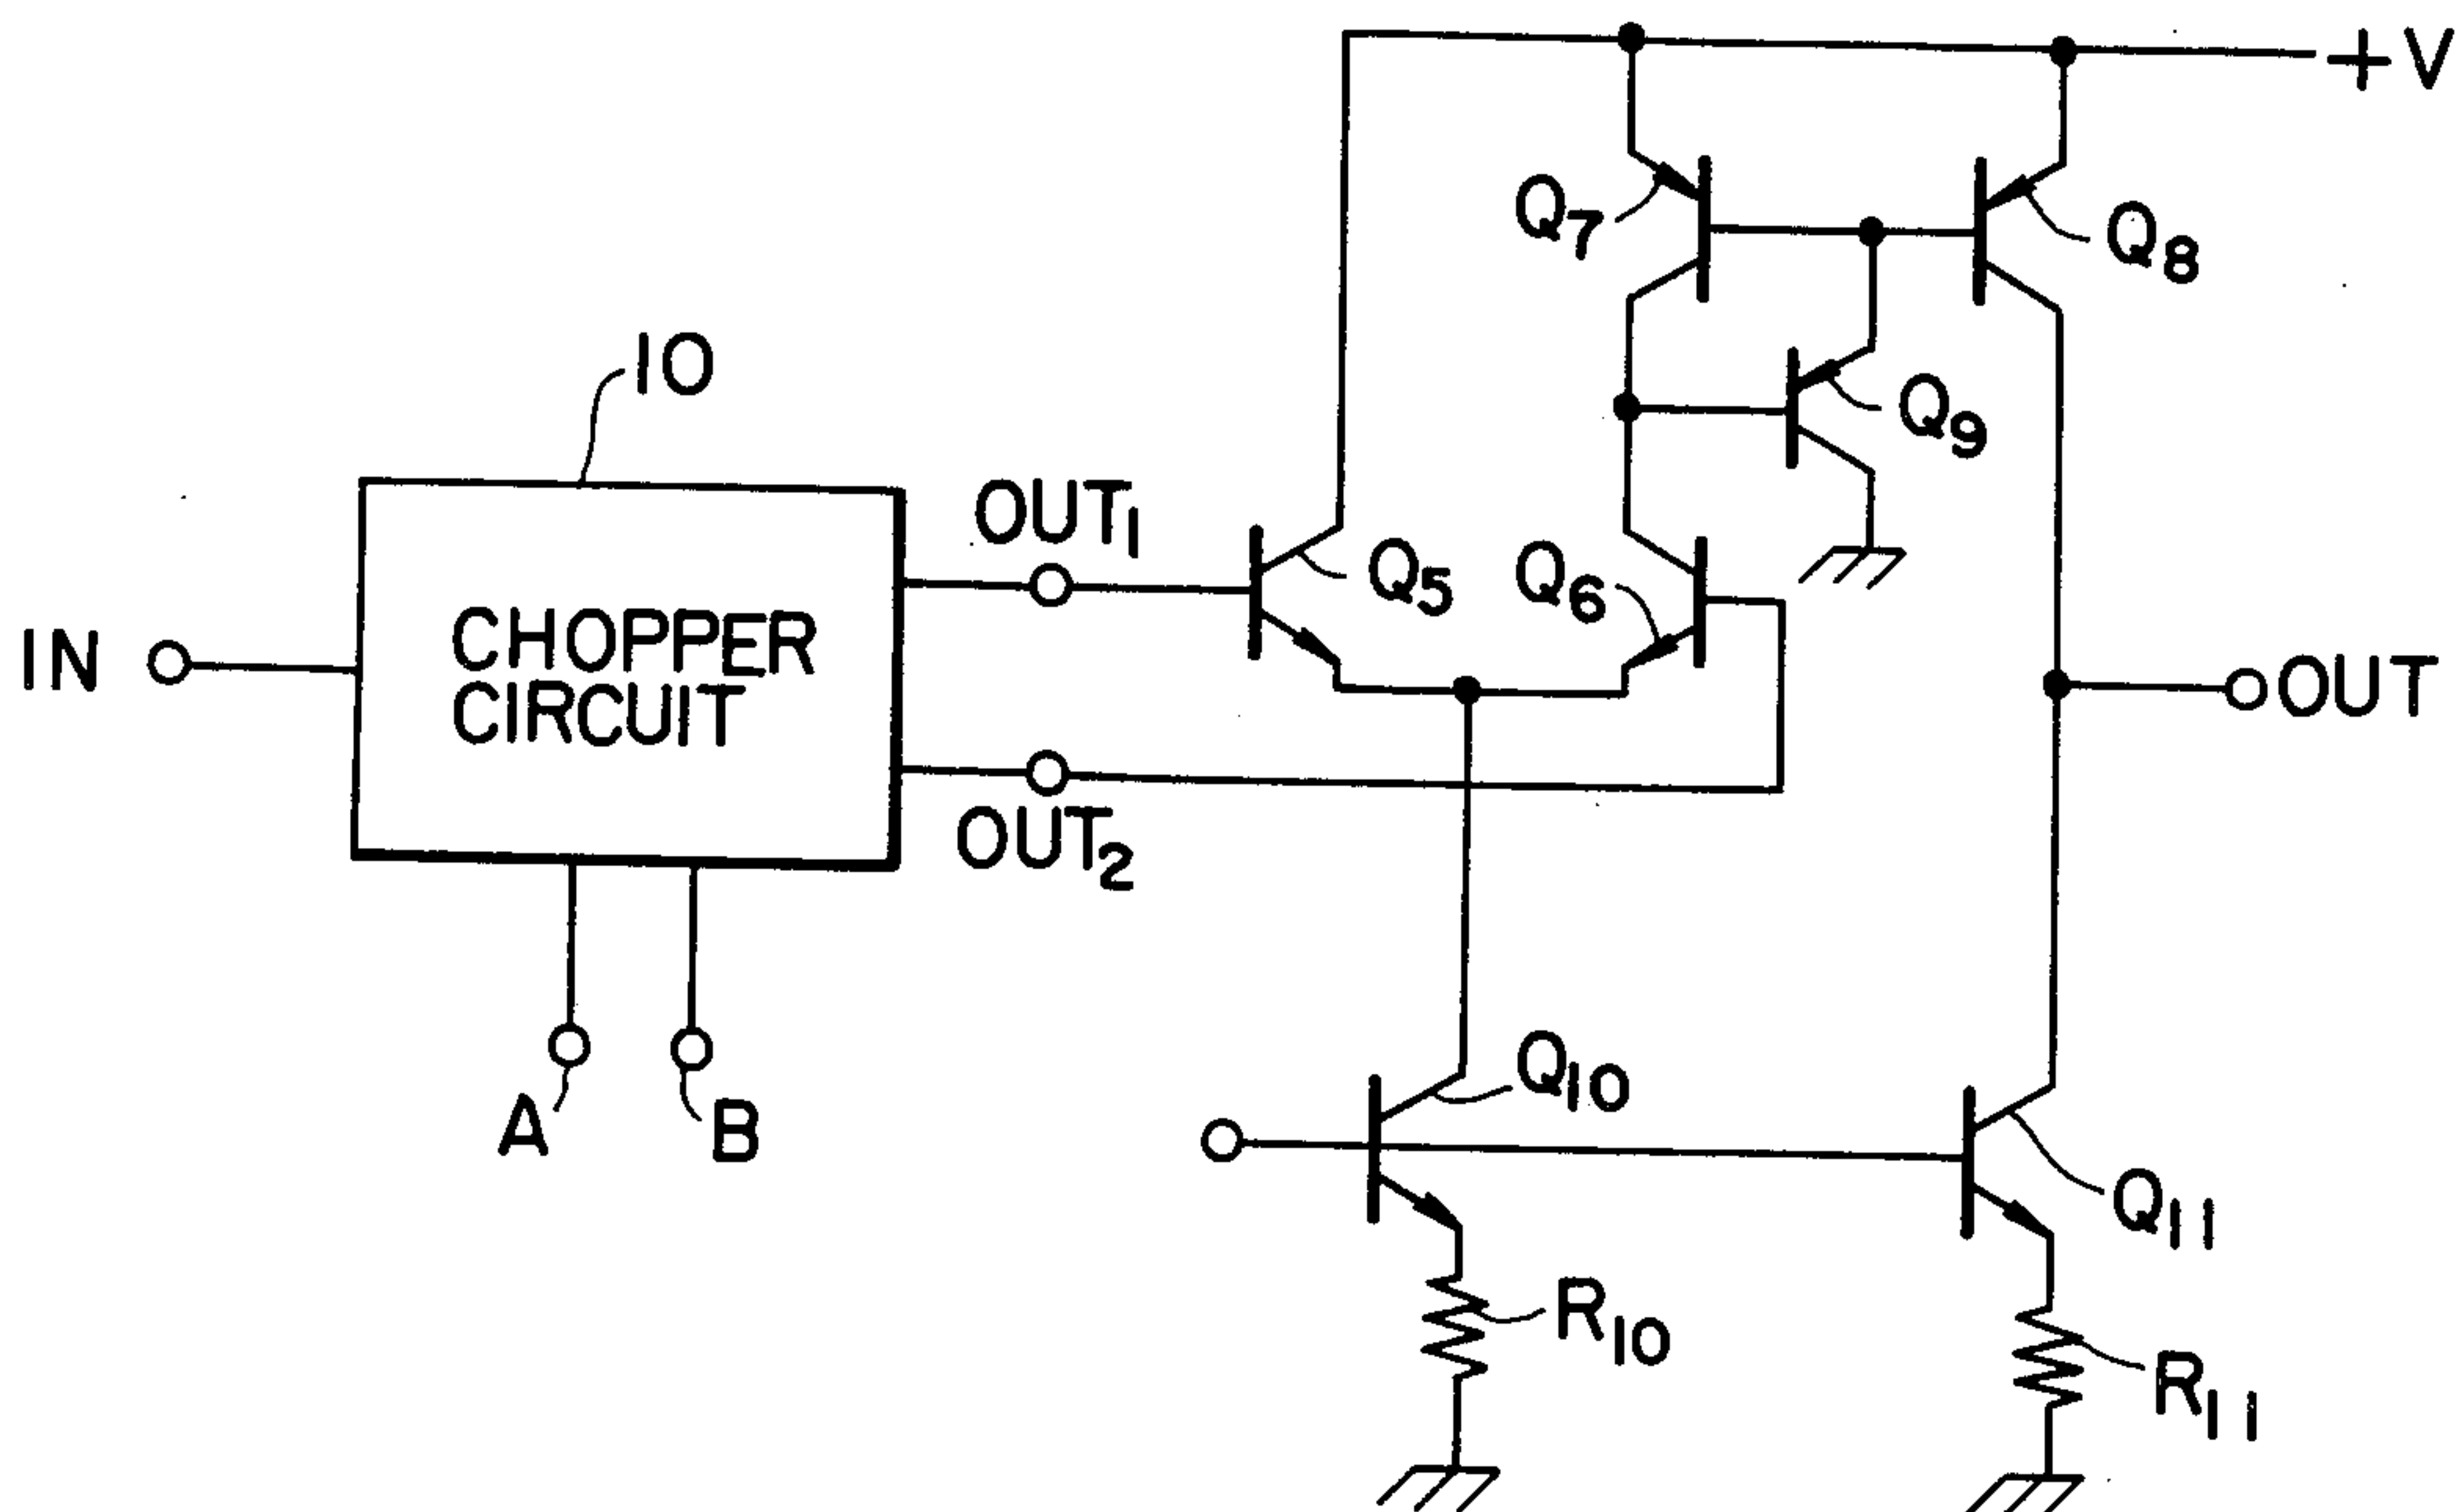 +V
Q7
Q8
10
Q9
OUT1
Q5
Q6
IN
CHOPPER
CIRCUIT
OUT
OUT2
A
B
Q10
Q11
R10
R11